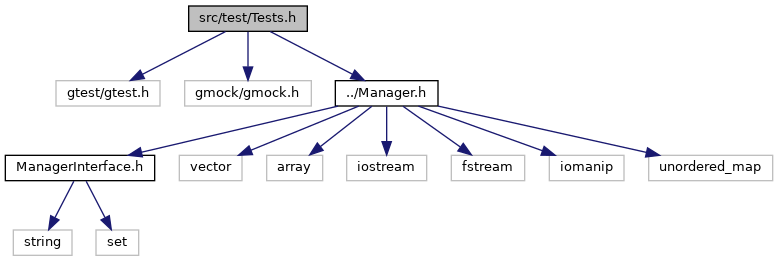 src/test/Tests.h
gtest/gtest.h
gmock/gmock.h
../Manager.h
ManagerInterface.h
vector
array
iostream
fstream
iomanip
unordered_map
string
set